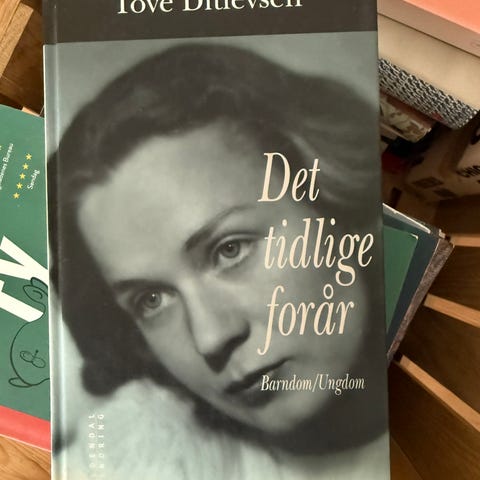 Tove Ditlevsen
Det
tidlige
forår
Barndom/Ungdom